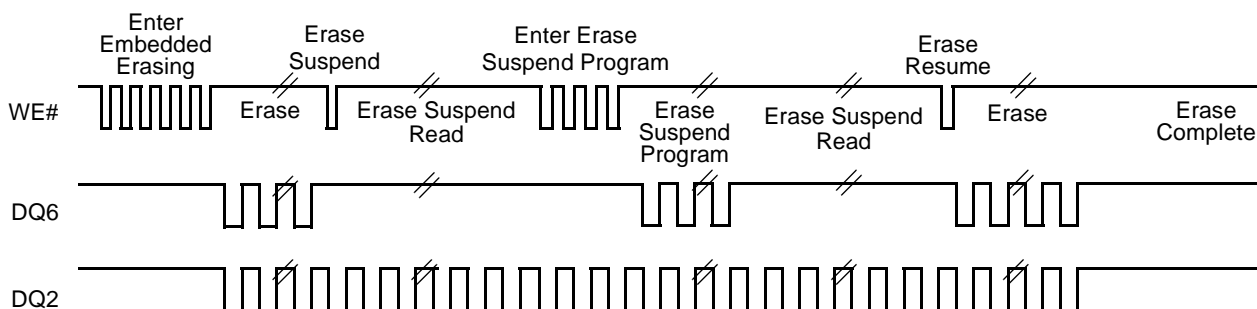 Enter
Embedded
Erasing
Erase
Suspend
Enter Erase
Suspend Program
Erase
Resume
WE#
Erase
Erase Suspend
Read
Erase
Suspend
Program
Erase Suspend
Read
Erase
Erase
Complete
DQ6
DQ2